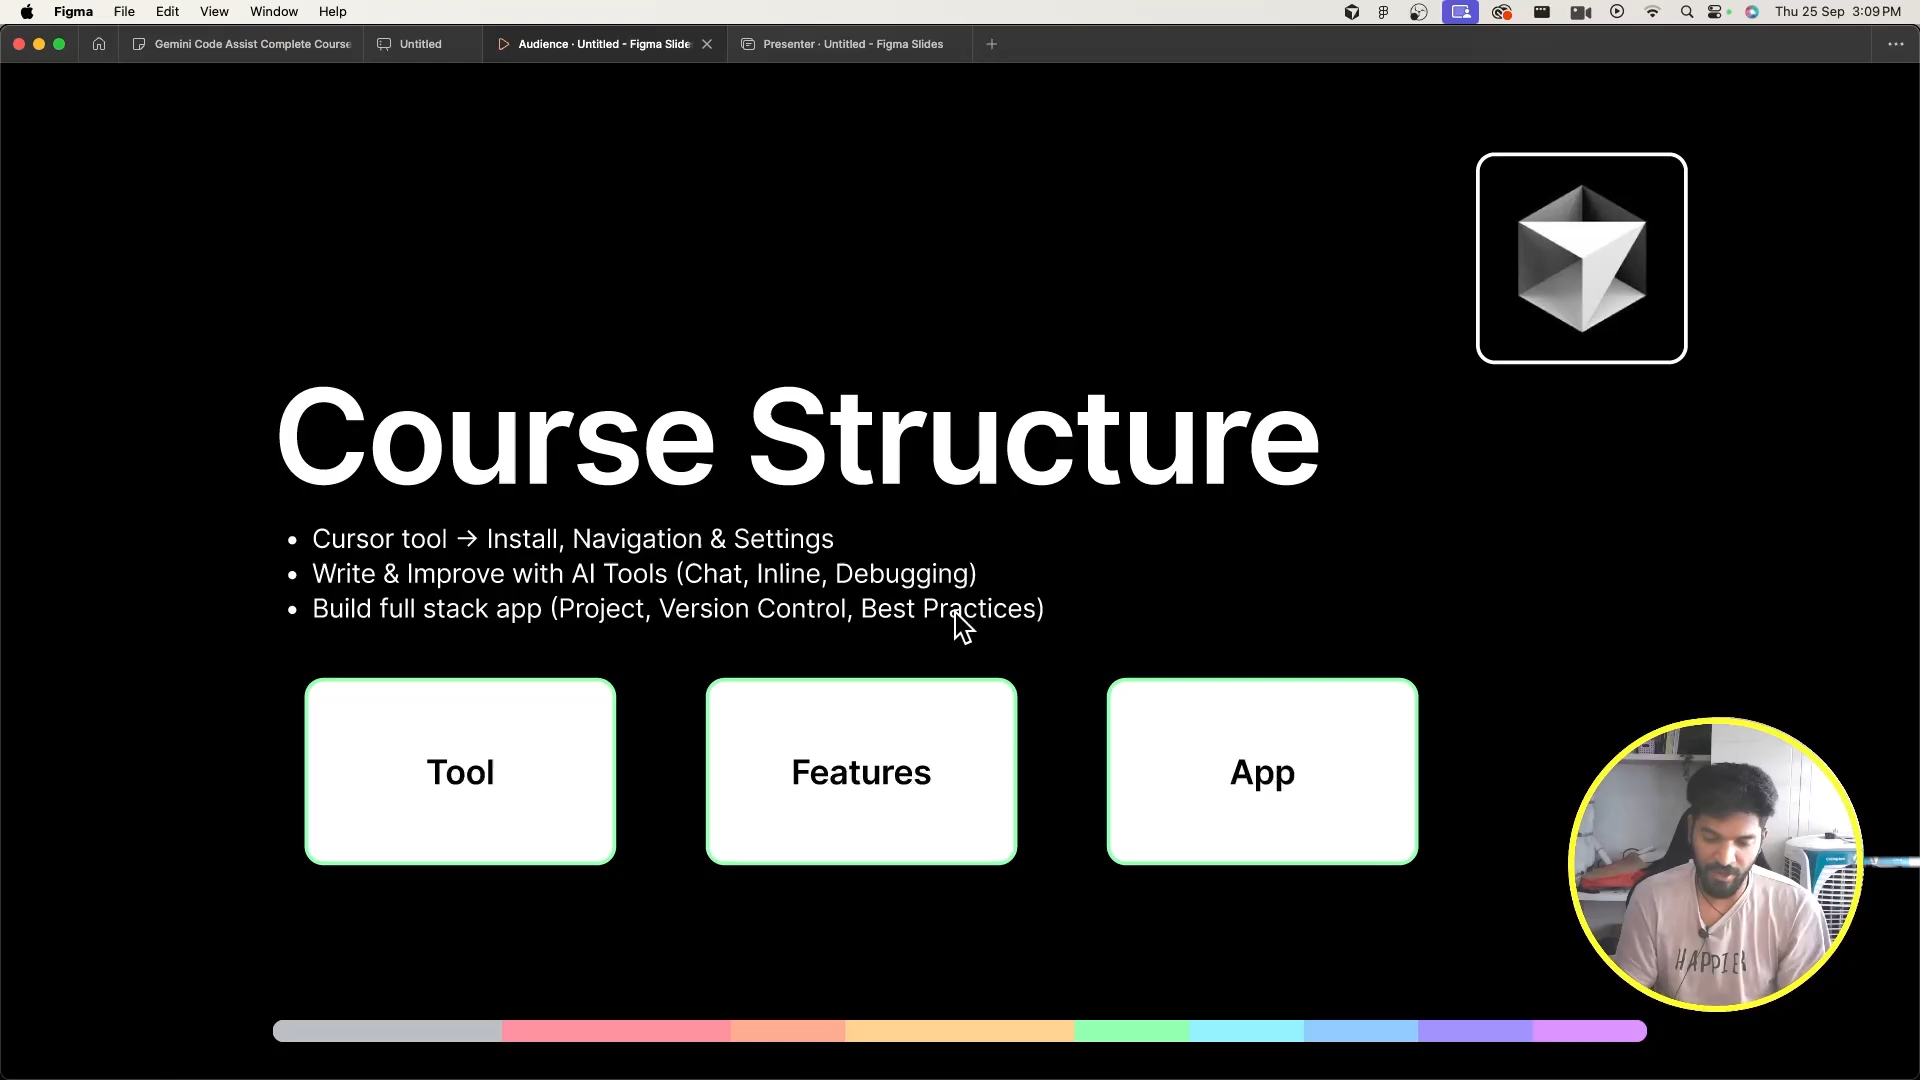 Figma File Edit View Window Help Thu 25 Sep 3:09 PM
Gemini Code Assist Complete Course Untitled Audience · Untitled – Figma Slide Presenter · Untitled – Figma Slides
Course Structure
• Cursor tool → Install, Navigation & Settings
• Write & Improve with AI Tools (Chat, Inline, Debugging)
• Build full stack app (Project, Version Control, Best Practices)
Tool Features App
HAPPIER